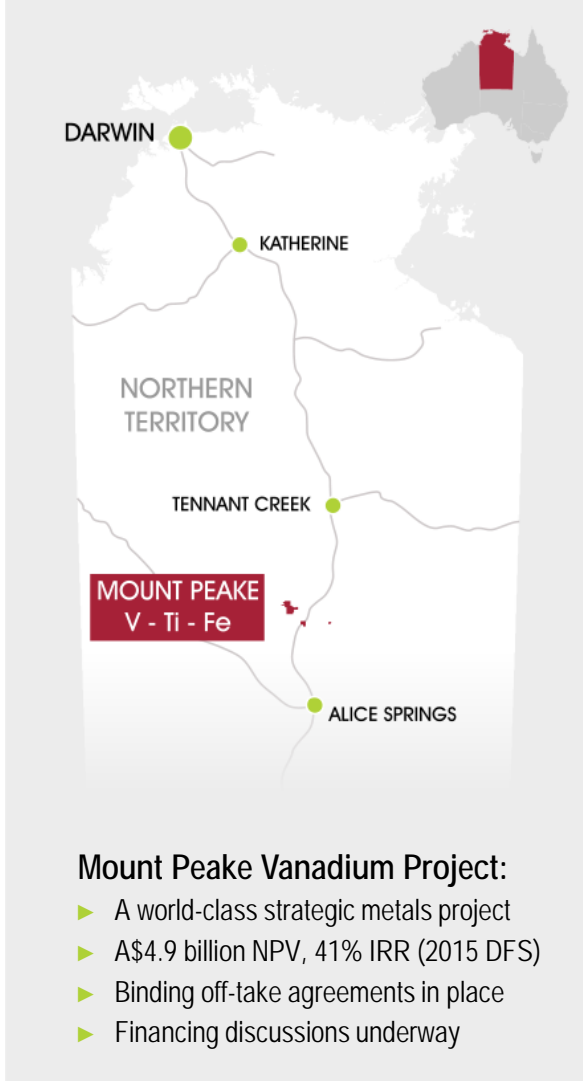 DARWIN
KATHERINE
NORTHERN
TERRITORY
TENNANT CREEK
MOUNT PEAKE
V - Ti - Fe
ALICE SPRINGS
Mount Peake Vanadium Project:
► A world-class strategic metals project
► A$4.9 billion NPV, 41% IRR (2015 DFS)
► Binding off-take agreements in place
► Financing discussions underway